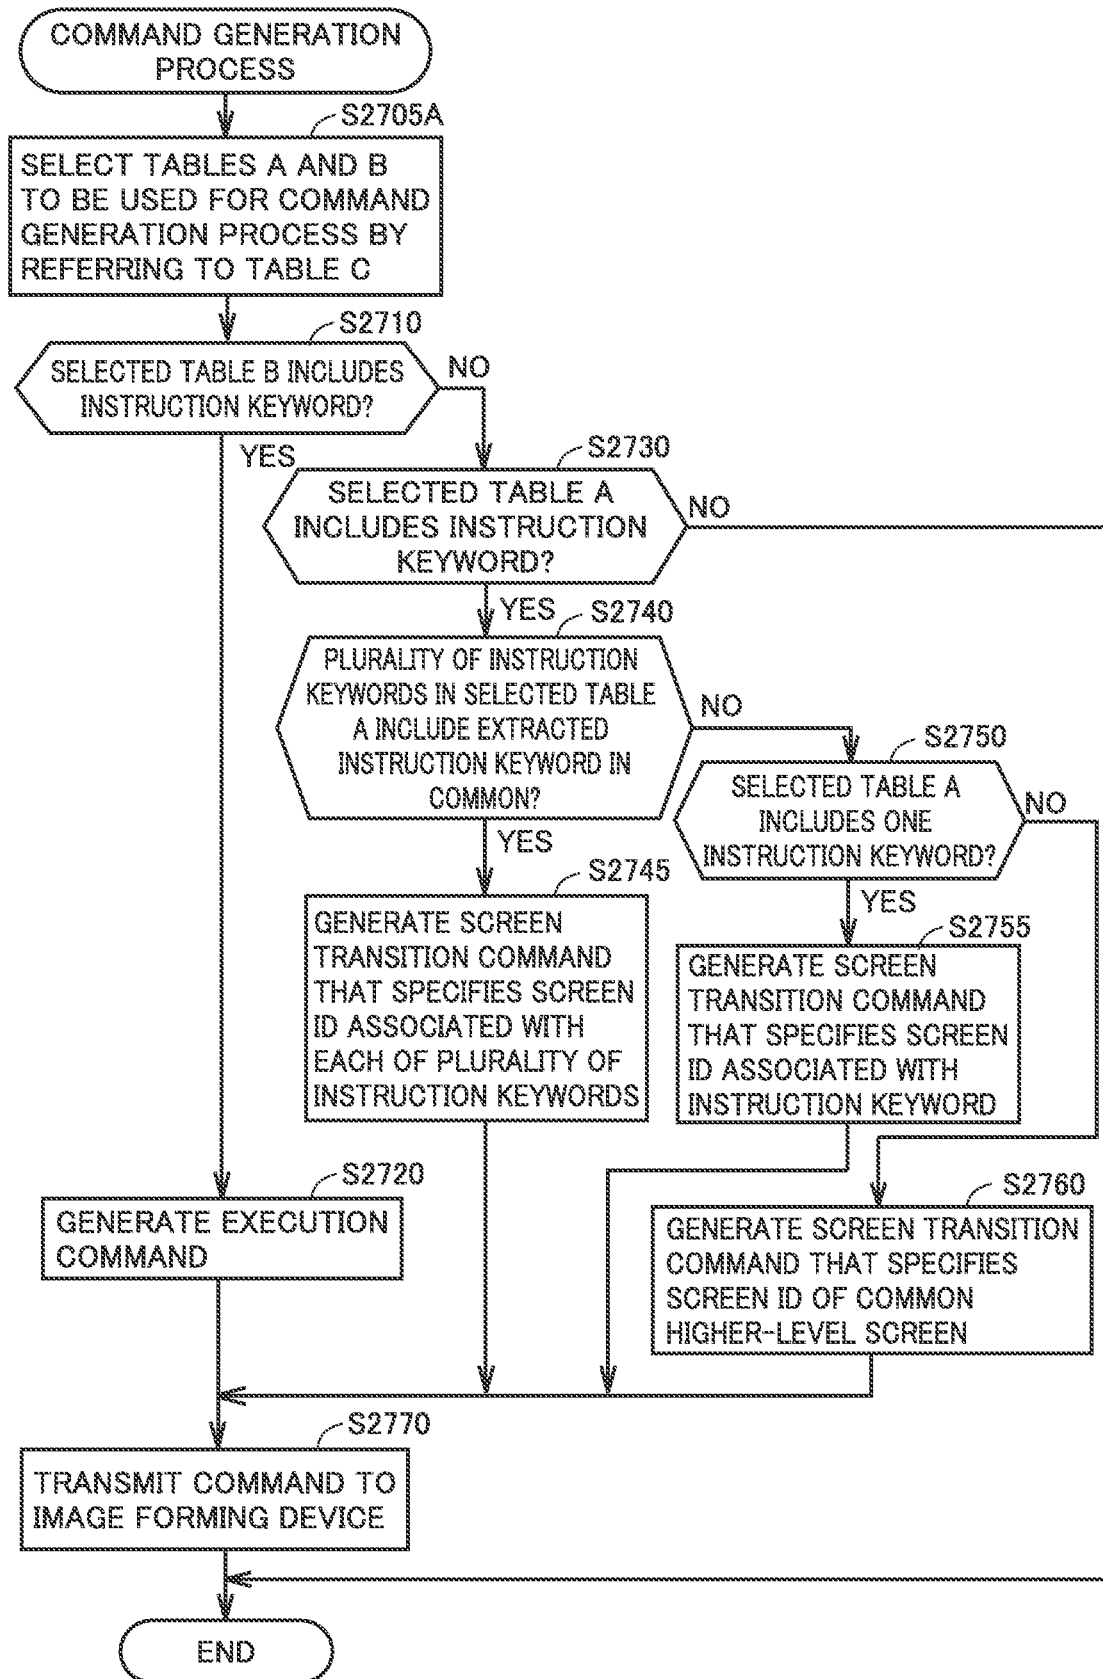 COMMAND GENERATION
PROCESS
S2705A
SELECT TABLES A AND B
TO BE USED FOR COMMAND
GENERATION PROCESS BY
REFERRING TO TABLE C
S2710
SELECTED TABLE B INCLUDES
INSTRUCTION KEYWORD?
NO
YES
S2730
SELECTED TABLE A
INCLUDES INSTRUCTION
KEYWORD?
NO
YES
S2740
PLURALITY OF INSTRUCTION
KEYWORDS IN SELECTED TABLE
A INCLUDE EXTRACTED
INSTRUCTION KEYWORD IN
COMMON?
NO
YES
S2750
SELECTED TABLE A
INCLUDES ONE
INSTRUCTION KEYWORD?
NO
YES
S2745
GENERATE SCREEN
TRANSITION COMMAND
THAT SPECIFIES SCREEN
ID ASSOCIATED WITH
EACH OF PLURALITY OF
INSTRUCTION KEYWORDS
S2755
GENERATE SCREEN
TRANSITION COMMAND
THAT SPECIFIES SCREEN
ID ASSOCIATED WITH
INSTRUCTION KEYWORD
S2720
GENERATE EXECUTION
COMMAND
S2760
GENERATE SCREEN TRANSITION
COMMAND THAT SPECIFIES
SCREEN ID OF COMMON
HIGHER-LEVEL SCREEN
S2770
TRANSMIT COMMAND TO
IMAGE FORMING DEVICE
END